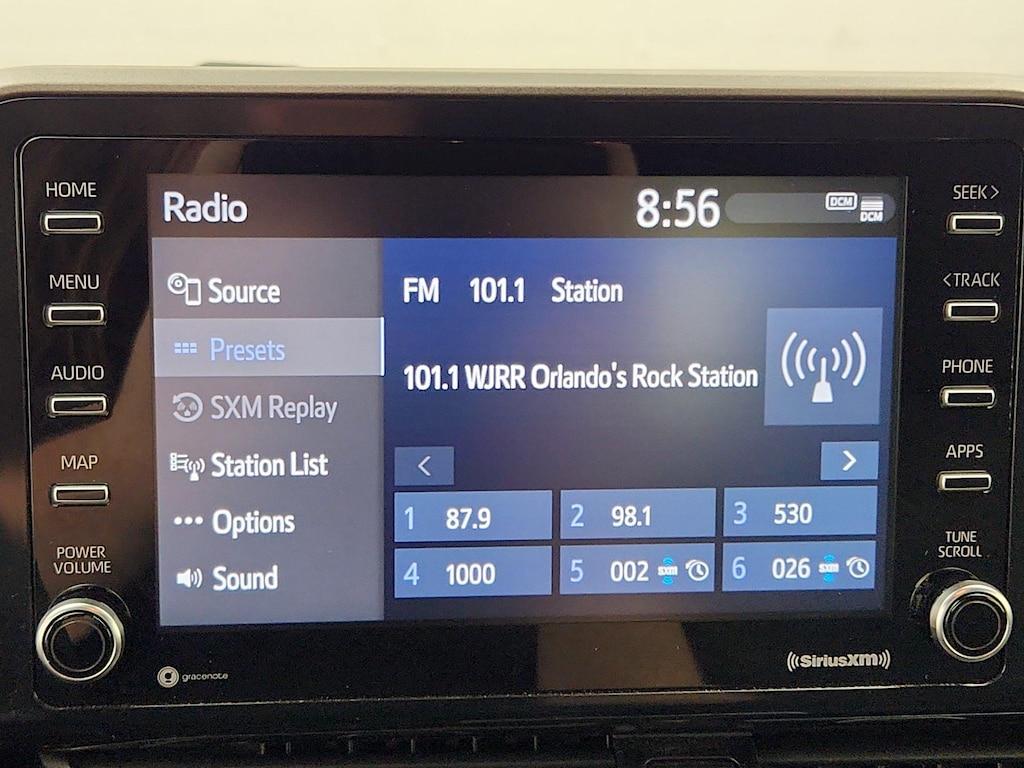 HOME
MENU
AUDIO
MAP
POWER
VOLUME
Radio
8:56
DCM
DCM
Source
Presets
SXM Replay
Station List
Options
Sound
FM 101.1 Station
101.1 WJRR Orlando's Rock Station
<
>
1 87.9
2 98.1
3 530
4 1000
5 002 SXM
6 026 SXM
SEEK>
<TRACK
PHONE
APPS
TUNE
SCROLL
gracenote
((SiriusXM))